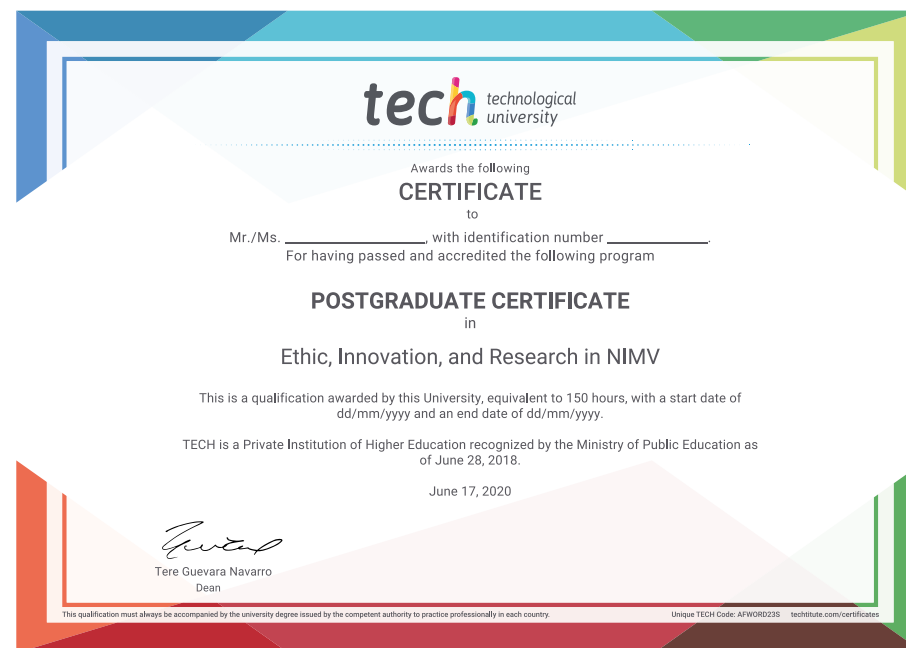 tech technological
university
Awards the following
CERTIFICATE
to
Mr./Ms. ____________________, with identification number ______________.
For having passed and accredited the following program
POSTGRADUATE CERTIFICATE
in
Ethic, Innovation, and Research in NIMV
This is a qualification awarded by this University, equivalent to 150 hours, with a start date of
dd/mm/yyyy and an end date of dd/mm/yyyy.
TECH is a Private Institution of Higher Education recognized by the Ministry of Public Education as
of June 28, 2018.
June 17, 2020
Tere Guevara Navarro
Dean
This qualification must always be accompanied by the university degree issued by the competent authority to practice professionally in each country. Unique TECH Code: AFWORD23S techtitute.com/certificates